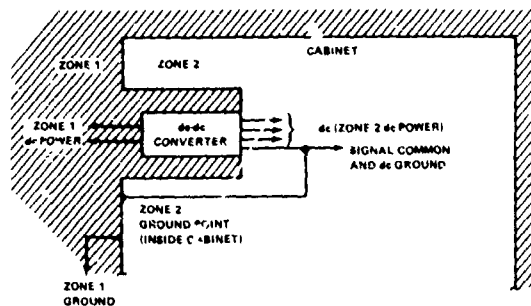 CABINET
ZONE 1
ZONE 2
ZONE 1
dc POWER
dc-dc
CONVERTER
dc (ZONE 2 dc POWER)
SIGNAL COMMON
AND dc GROUND
ZONE 2
GROUND POINT
(INSIDE CABINET)
ZONE 1
GROUND